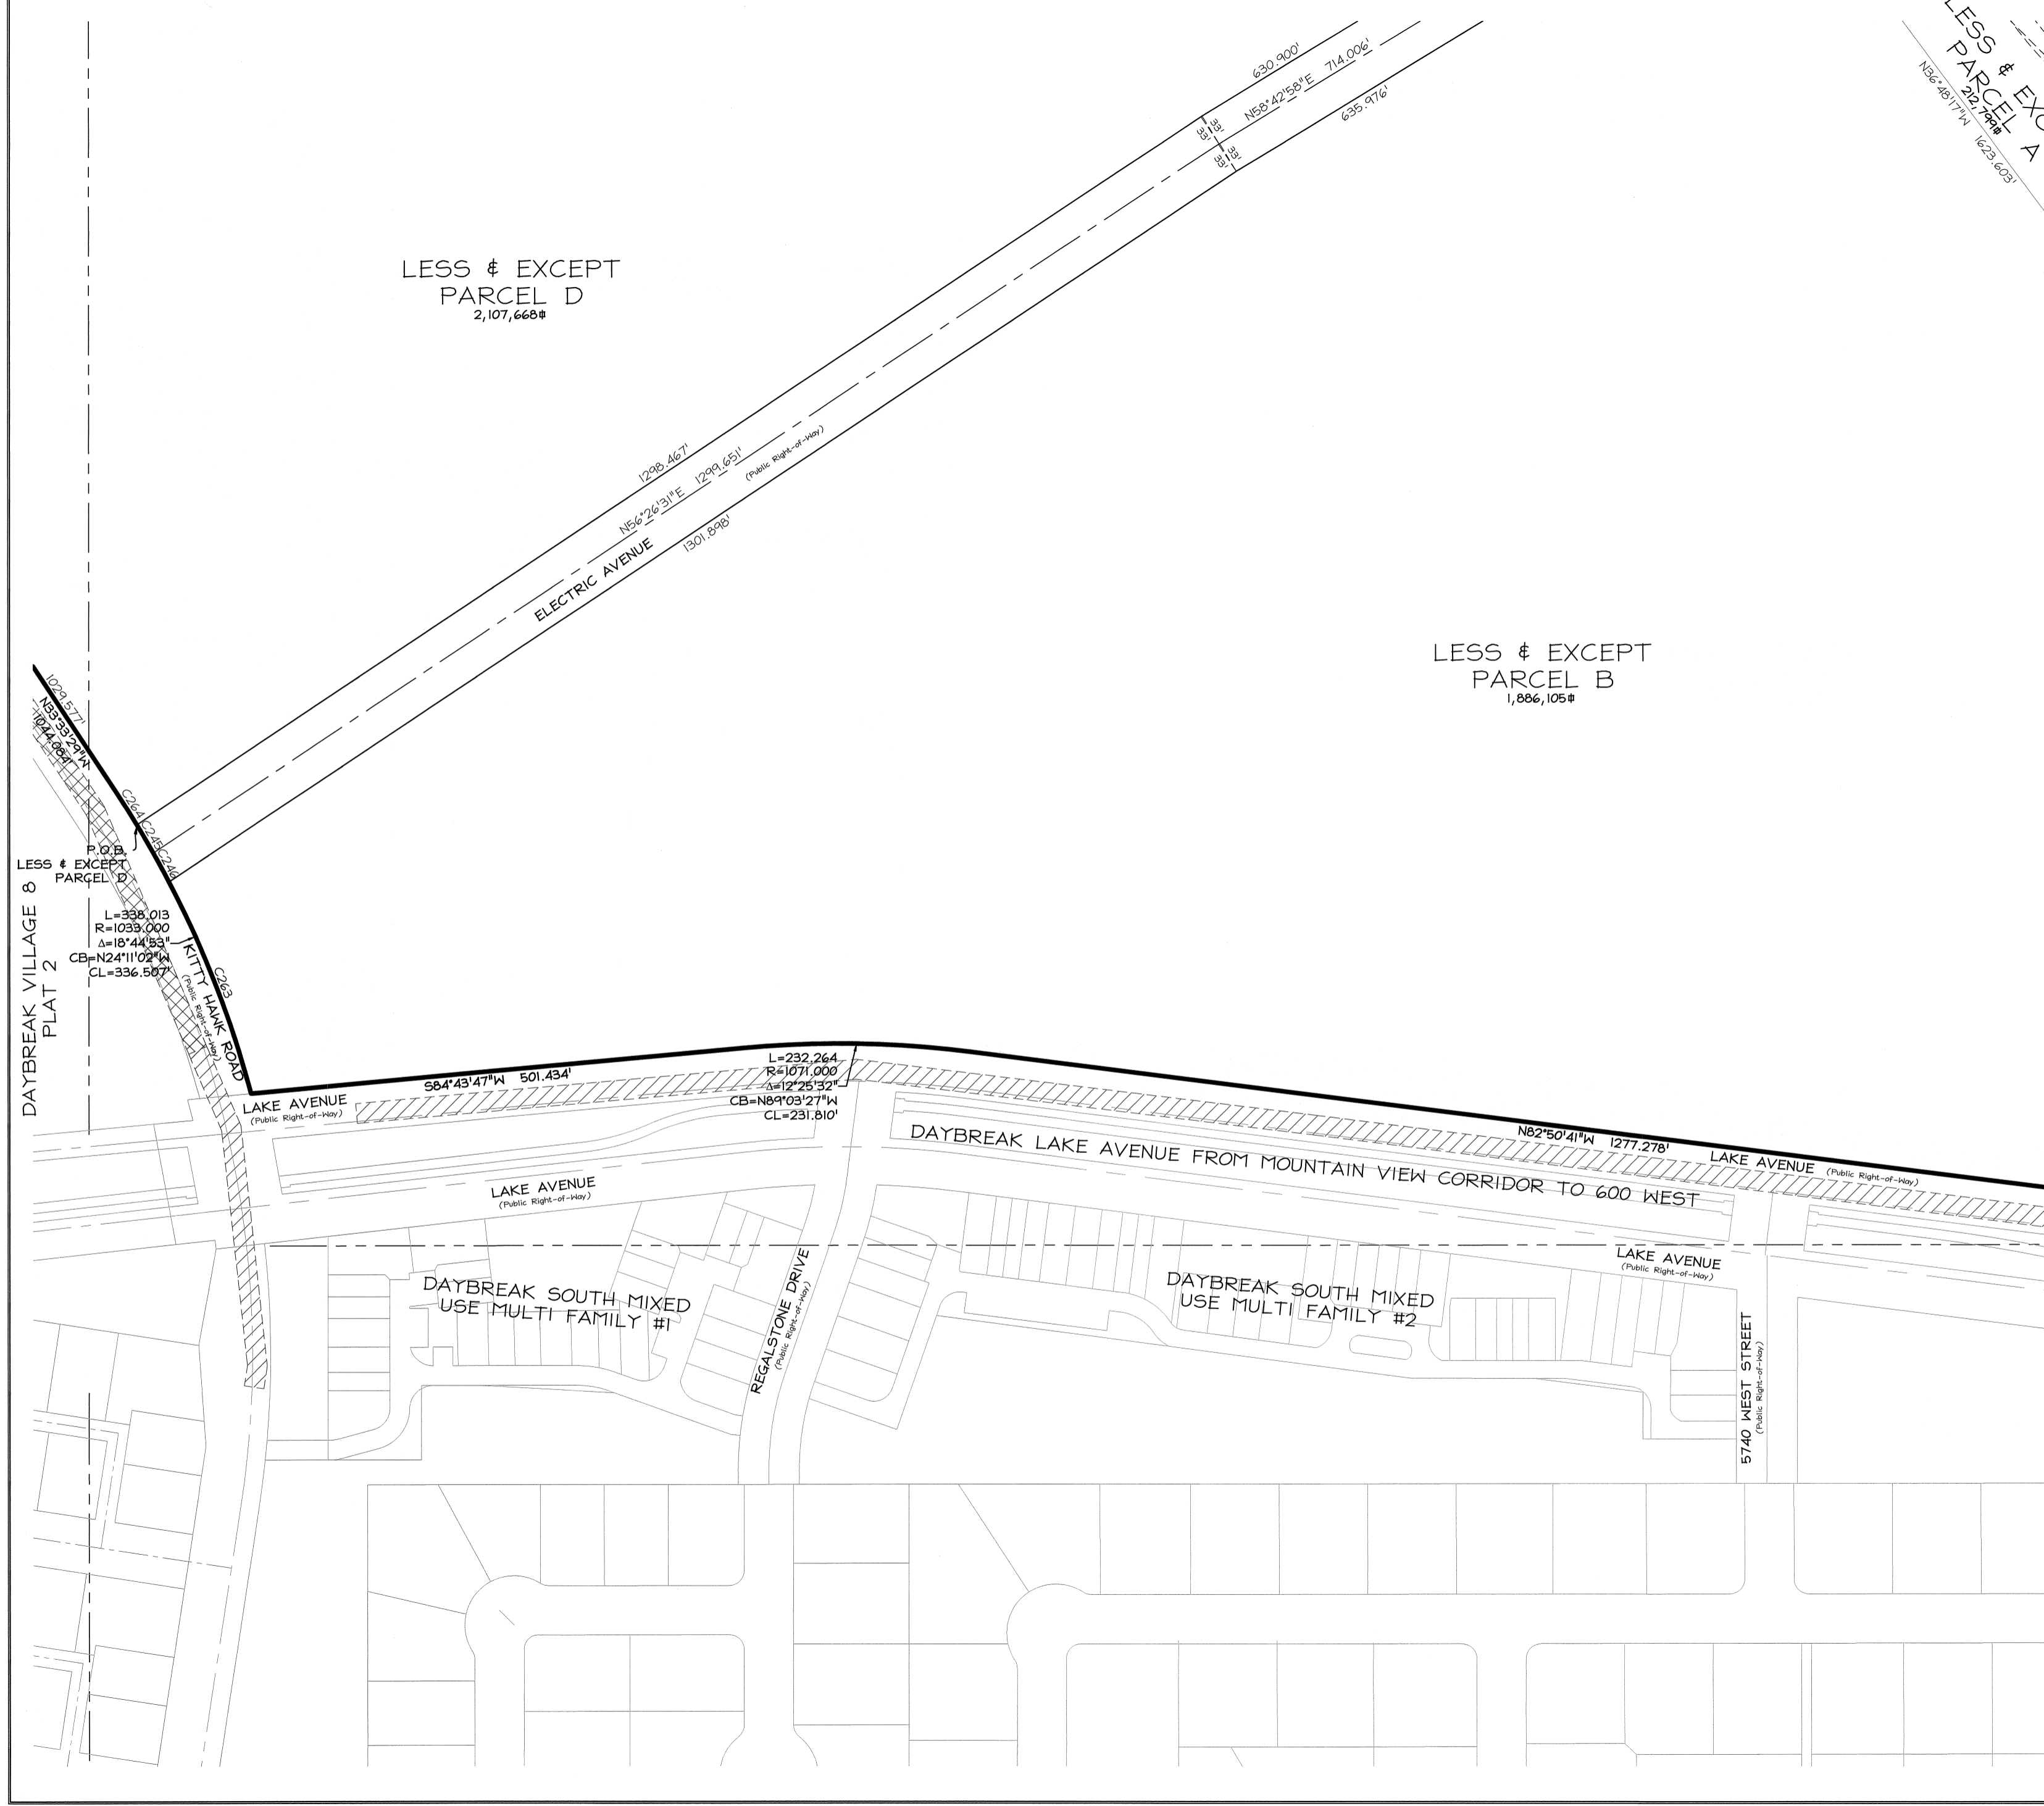 630.900'
N58°42'58"E 714.006'
635.976'
33'
33'
33'
33'
LESS & EXC
PARCEL A
212,799
N36°48'17"W 1623.603'
LESS & EXCEPT
PARCEL D
2,107,668
1298.467'
N56°26'31"E 1299.651'
(Public Right-of-Way)
1301.898'
ELECTRIC AVENUE
LESS & EXCEPT
PARCEL B
1,886,105
1029.577'
N33°33'29"W
1044.084'
C264
C245
C246
P.O.B.
LESS & EXCEPT
PARCEL D
DAYBREAK VILLAGE 8
PLAT 2
L=338.013
R=1033.000
Δ=18°44'53"
CB=N24°11'02"W
CL=336.507'
KITTY HAWK ROAD
(Public Right-of-Way)
C263
S84°43'47"W 501.434'
LAKE AVENUE
(Public Right-of-Way)
L=232.264
R=1071.000
Δ=12°25'32"
CB=N89°03'27"W
CL=231.810'
N82°50'41"W 1277.278'
LAKE AVENUE (Public Right-of-Way)
DAYBREAK LAKE AVENUE FROM MOUNTAIN VIEW CORRIDOR TO 600 WEST
LAKE AVENUE
(Public Right-of-Way)
LAKE AVENUE
(Public Right-of-Way)
DAYBREAK SOUTH MIXED
USE MULTI FAMILY #1
REGALSTONE DRIVE
(Public Right-of-Way)
DAYBREAK SOUTH MIXED
USE MULTI FAMILY #2
5740 WEST STREET
(Public Right-of-Way)